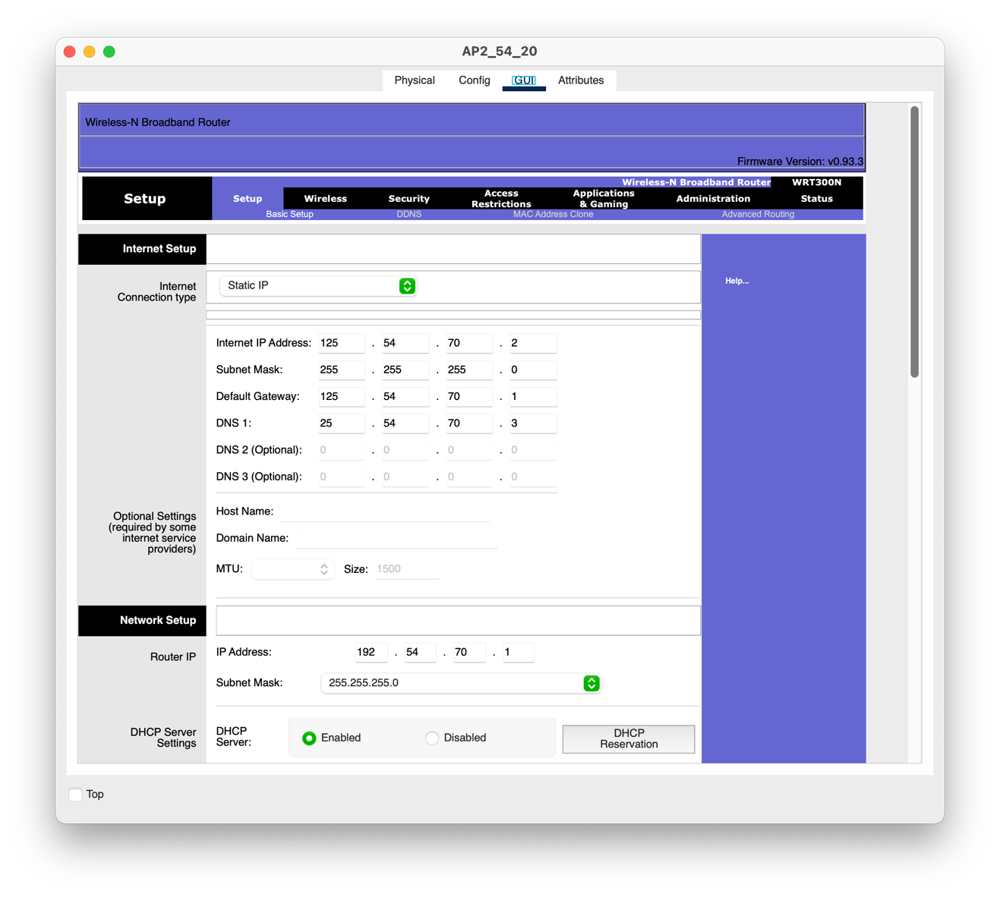 AP2_54_20
Physical Config GUI Attributes
Wireless-N Broadband Router
Firmware Version: v0.93.3
Wireless-N Broadband Router WRT300N
Setup
Setup Wireless Security Access Restrictions Applications & Gaming Administration Status
Basic Setup DDNS MAC Address Clone Advanced Routing
Internet Setup
Internet
Connection type
Static IP
Help...
Internet IP Address: 125 . 54 . 70 . 2
Subnet Mask: 255 . 255 . 255 . 0
Default Gateway: 125 . 54 . 70 . 1
DNS 1: 25 . 54 . 70 . 3
DNS 2 (Optional): 0 . 0 . 0 . 0
DNS 3 (Optional): 0 . 0 . 0 . 0
Optional Settings
(required by some
internet service
providers)
Host Name:
Domain Name:
MTU: Size: 1500
Network Setup
Router IP
IP Address: 192 . 54 . 70 . 1
Subnet Mask: 255.255.255.0
DHCP Server
Settings
DHCP
Server:
Enabled Disabled
DHCP
Reservation
Top